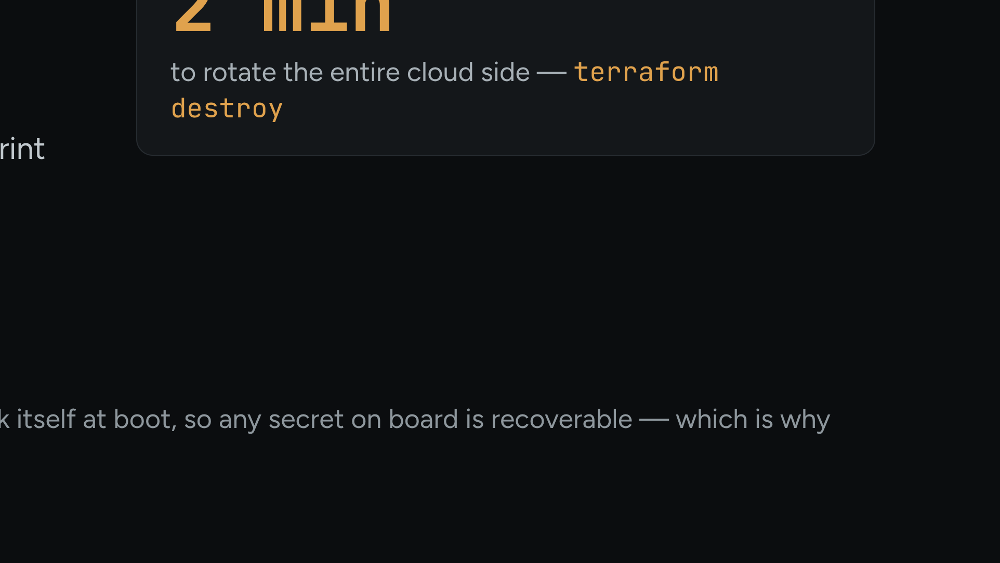 2 min
to rotate the entire cloud side — terraform
destroy
rint
k itself at boot, so any secret on board is recoverable — which is why